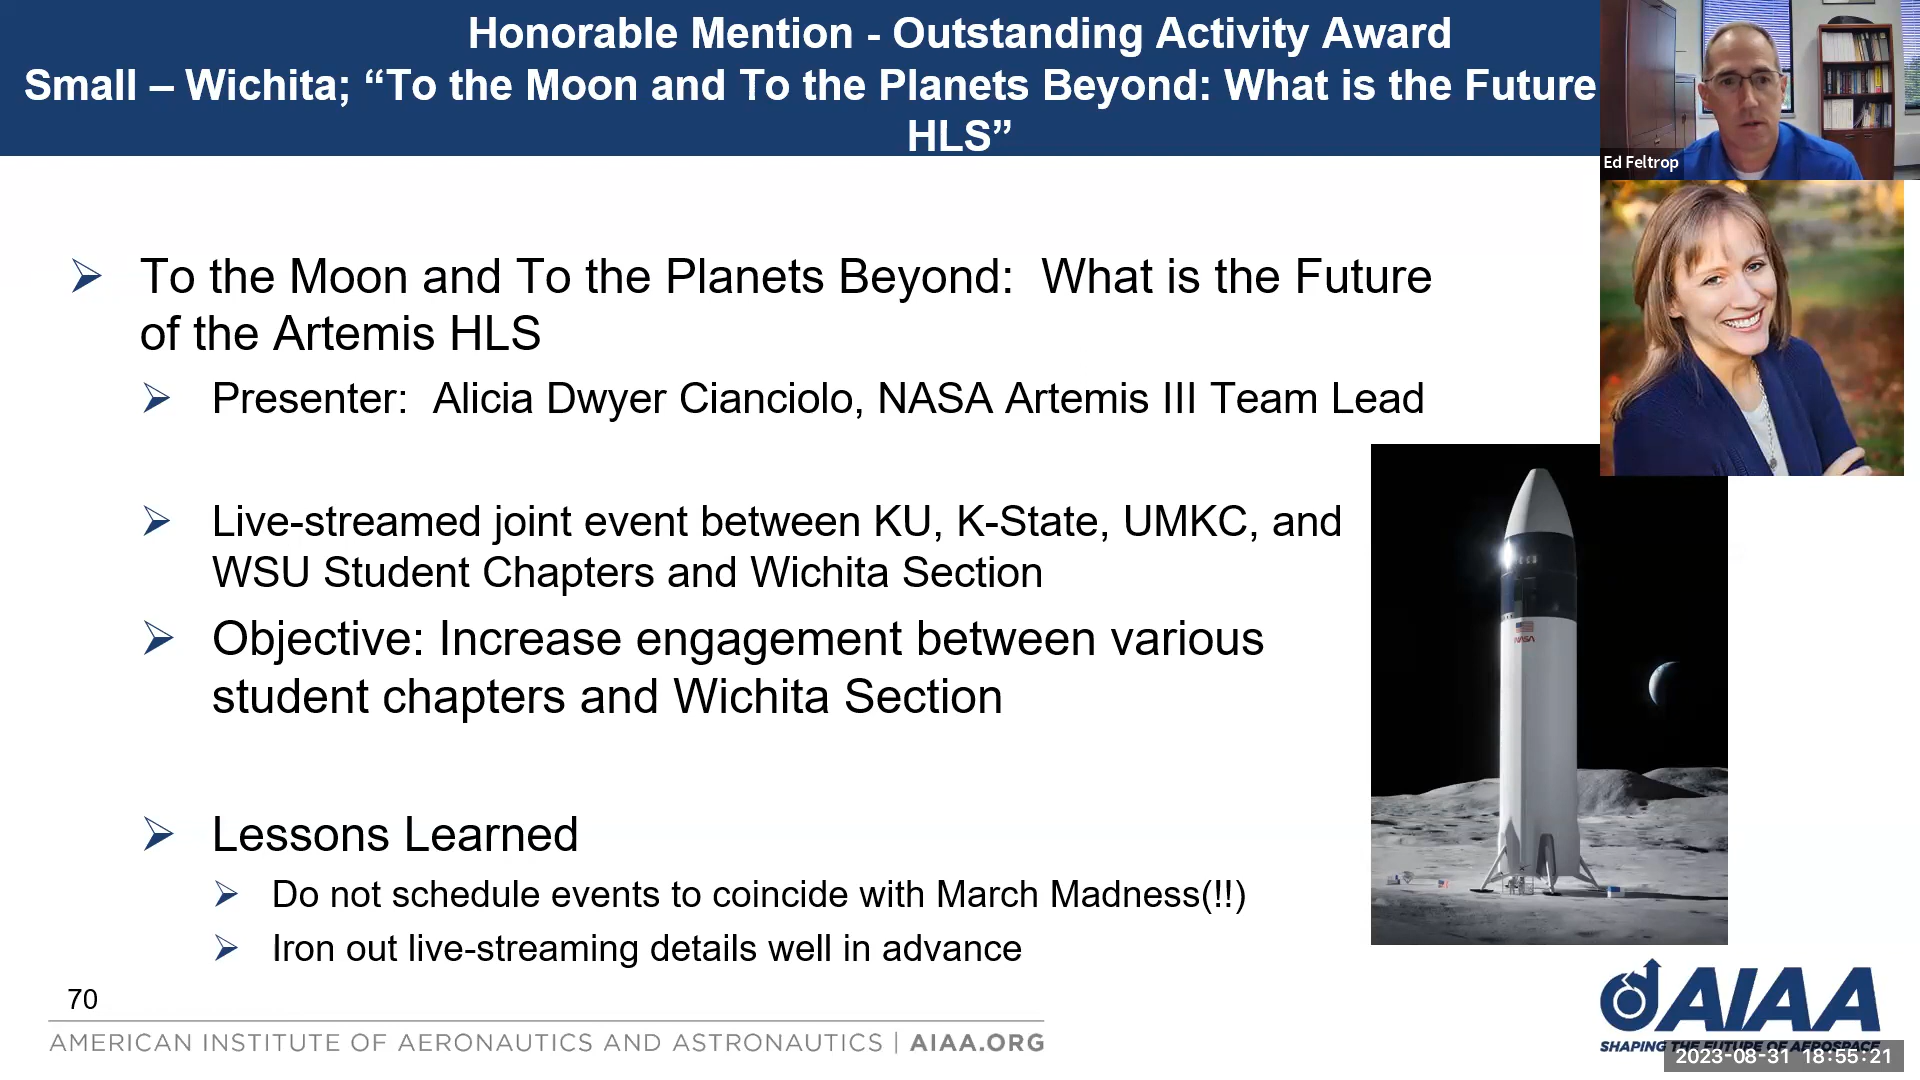 Honorable Mention - Outstanding Activity Award
Small – Wichita; “To the Moon and To the Planets Beyond: What is the Future
HLS”
Ed Feltrop
To the Moon and To the Planets Beyond:  What is the Future
of the Artemis HLS
Presenter:  Alicia Dwyer Cianciolo, NASA Artemis III Team Lead
Live-streamed joint event between KU, K-State, UMKC, and
WSU Student Chapters and Wichita Section
Objective: Increase engagement between various
student chapters and Wichita Section
NASA
Lessons Learned
Do not schedule events to coincide with March Madness(!!)
Iron out live-streaming details well in advance
70
AMERICAN INSTITUTE OF AERONAUTICS AND ASTRONAUTICS | AIAA.ORG
AIAA
SHAPING THE FUTURE OF AEROSPACE
2023-08-31 18:55:21